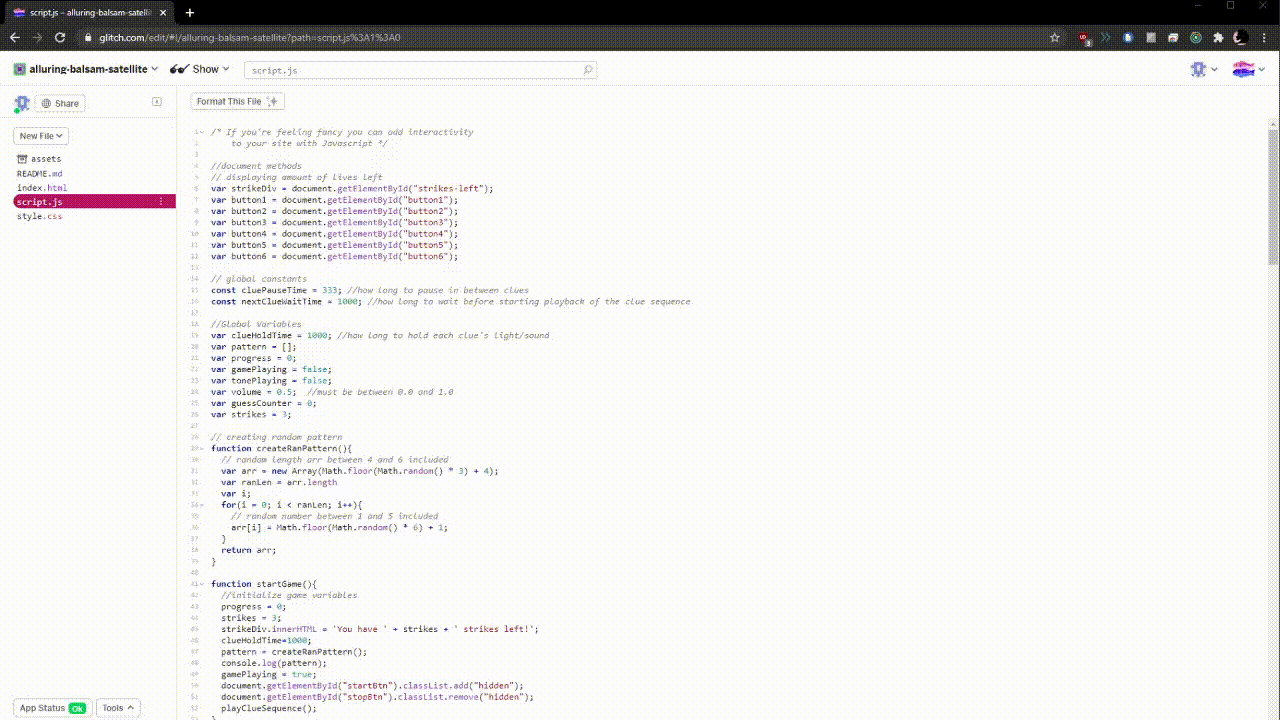 script.js – alluring-balsam-satelli
glitch.com/edit/#!/alluring-balsam-satellite?path=script.js%3A1%3A0
3
alluring-balsam-satellite
Show
script.js
Share
Format This File
New File
assets
README.md
index.html
script.js
style.css
1 /* If you're feeling fancy you can add interactivity
2 to your site with Javascript */
3
4 //document methods
5 // displaying amount of lives left
6 var strikeDiv = document.getElementById("strikes-left");
7 var button1 = document.getElementById("button1");
8 var button2 = document.getElementById("button2");
9 var button3 = document.getElementById("button3");
10 var button4 = document.getElementById("button4");
11 var button5 = document.getElementById("button5");
12 var button6 = document.getElementById("button6");
13
14 // global constants
15 const cluePauseTime = 333; //how long to pause in between clues
16 const nextClueWaitTime = 1000; //how long to wait before starting playback of the clue sequence
17
18 //Global Variables
19 var clueHoldTime = 1000; //how long to hold each clue's light/sound
20 var pattern = [];
21 var progress = 0;
22 var gamePlaying = false;
23 var tonePlaying = false;
24 var volume = 0.5; //must be between 0.0 and 1.0
25 var guessCounter = 0;
26 var strikes = 3;
27
28 // creating random pattern
29 function createRanPattern(){
30 // random length arr between 4 and 6 included
31 var arr = new Array(Math.floor(Math.random() * 3) + 4);
32 var ranLen = arr.length
33 var i;
34 for(i = 0; i < ranLen; i++){
35 // random number between 1 and 5 included
36 arr[i] = Math.floor(Math.random() * 6) + 1;
37 }
38 return arr;
39 }
40
41 function startGame(){
42 //initialize game variables
43 progress = 0;
44 strikes = 3;
45 strikeDiv.innerHTML = 'You have ' + strikes + ' strikes left!';
46 clueHoldTime=1000;
47 pattern = createRanPattern();
48 console.log(pattern);
49 gamePlaying = true;
50 document.getElementById("startBtn").classList.add("hidden");
51 document.getElementById("stopBtn").classList.remove("hidden");
52 playClueSequence();
App Status Ok
Tools